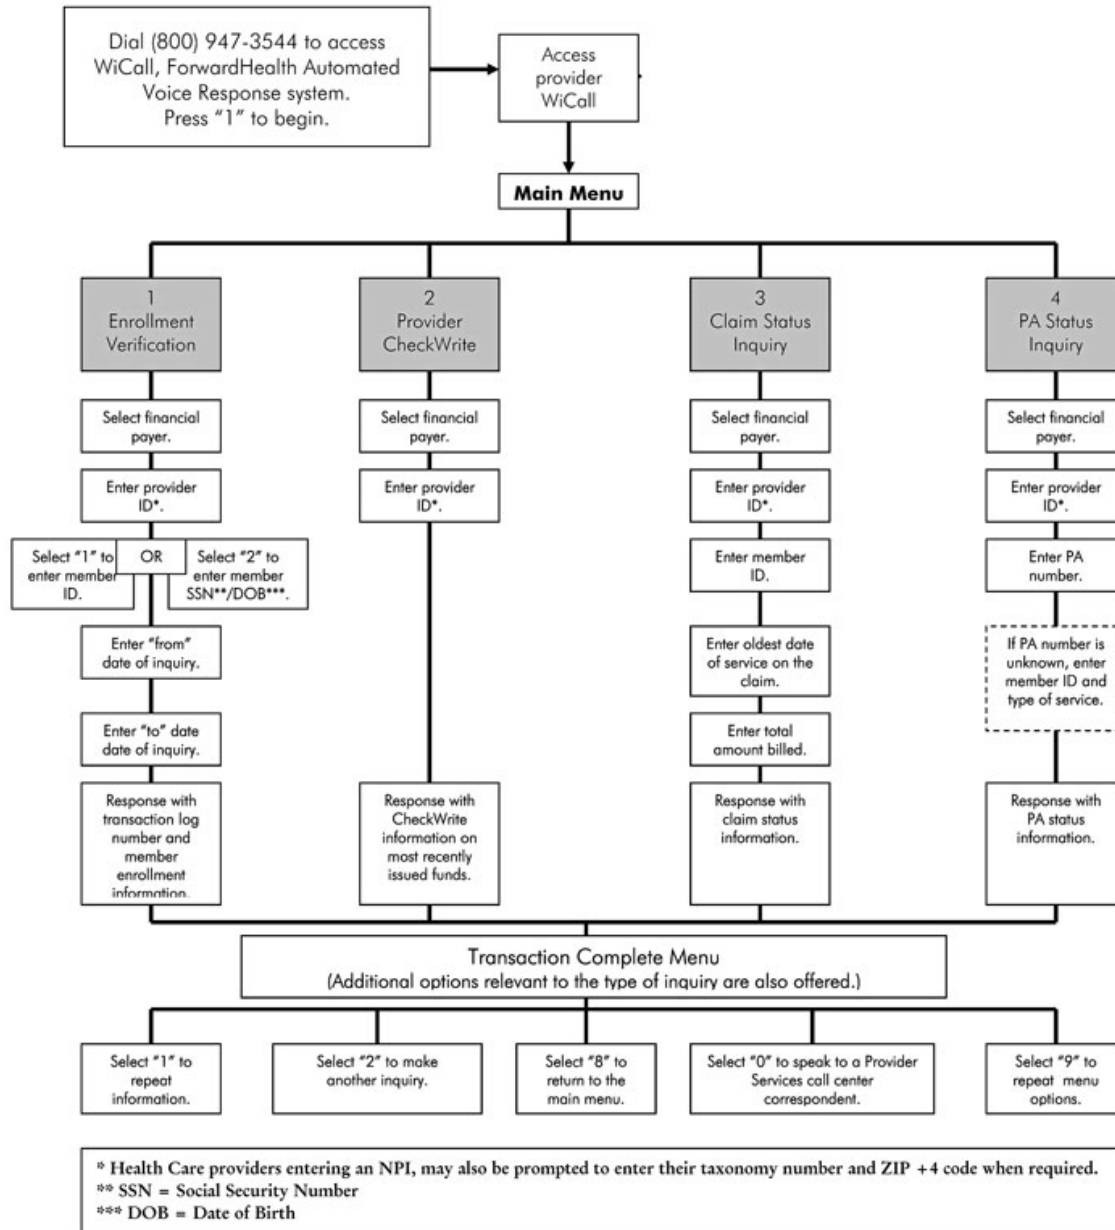 Dial (800) 947-3544 to access
WiCall, ForwardHealth Automated
Voice Response system.
Press "1" to begin.
Access
provider
WiCall
Main Menu
1
Enrollment
Verification
Select financial
payer.
Enter provider
ID*.
Select "1" to
enter member
ID.
OR
Select "2" to
enter member
SSN**/DOB***.
Enter "from"
date of inquiry.
Enter "to" date
date of inquiry.
Response with
transaction log
number and
member
enrollment
information.
2
Provider
CheckWrite
Select financial
payer.
Enter provider
ID*.
Response with
CheckWrite
information on
most recently
issued funds.
3
Claim Status
Inquiry
Select financial
payer.
Enter provider
ID*.
Enter member
ID.
Enter oldest date
of service on the
claim.
Enter total
amount billed.
Response with
claim status
information.
4
PA Status
Inquiry
Select financial
payer.
Enter provider
ID*.
Enter PA
number.
If PA number is
unknown, enter
member ID and
type of service.
Response with
PA status
information.
Transaction Complete Menu
(Additional options relevant to the type of inquiry are also offered.)
Select "1" to
repeat
information.
Select "2" to make
another inquiry.
Select "8" to
return to the
main menu.
Select "0" to speak to a Provider
Services call center
correspondent.
Select "9" to
repeat menu
options.
* Health Care providers entering an NPI, may also be prompted to enter their taxonomy number and ZIP +4 code when required.
** SSN = Social Security Number
*** DOB = Date of Birth